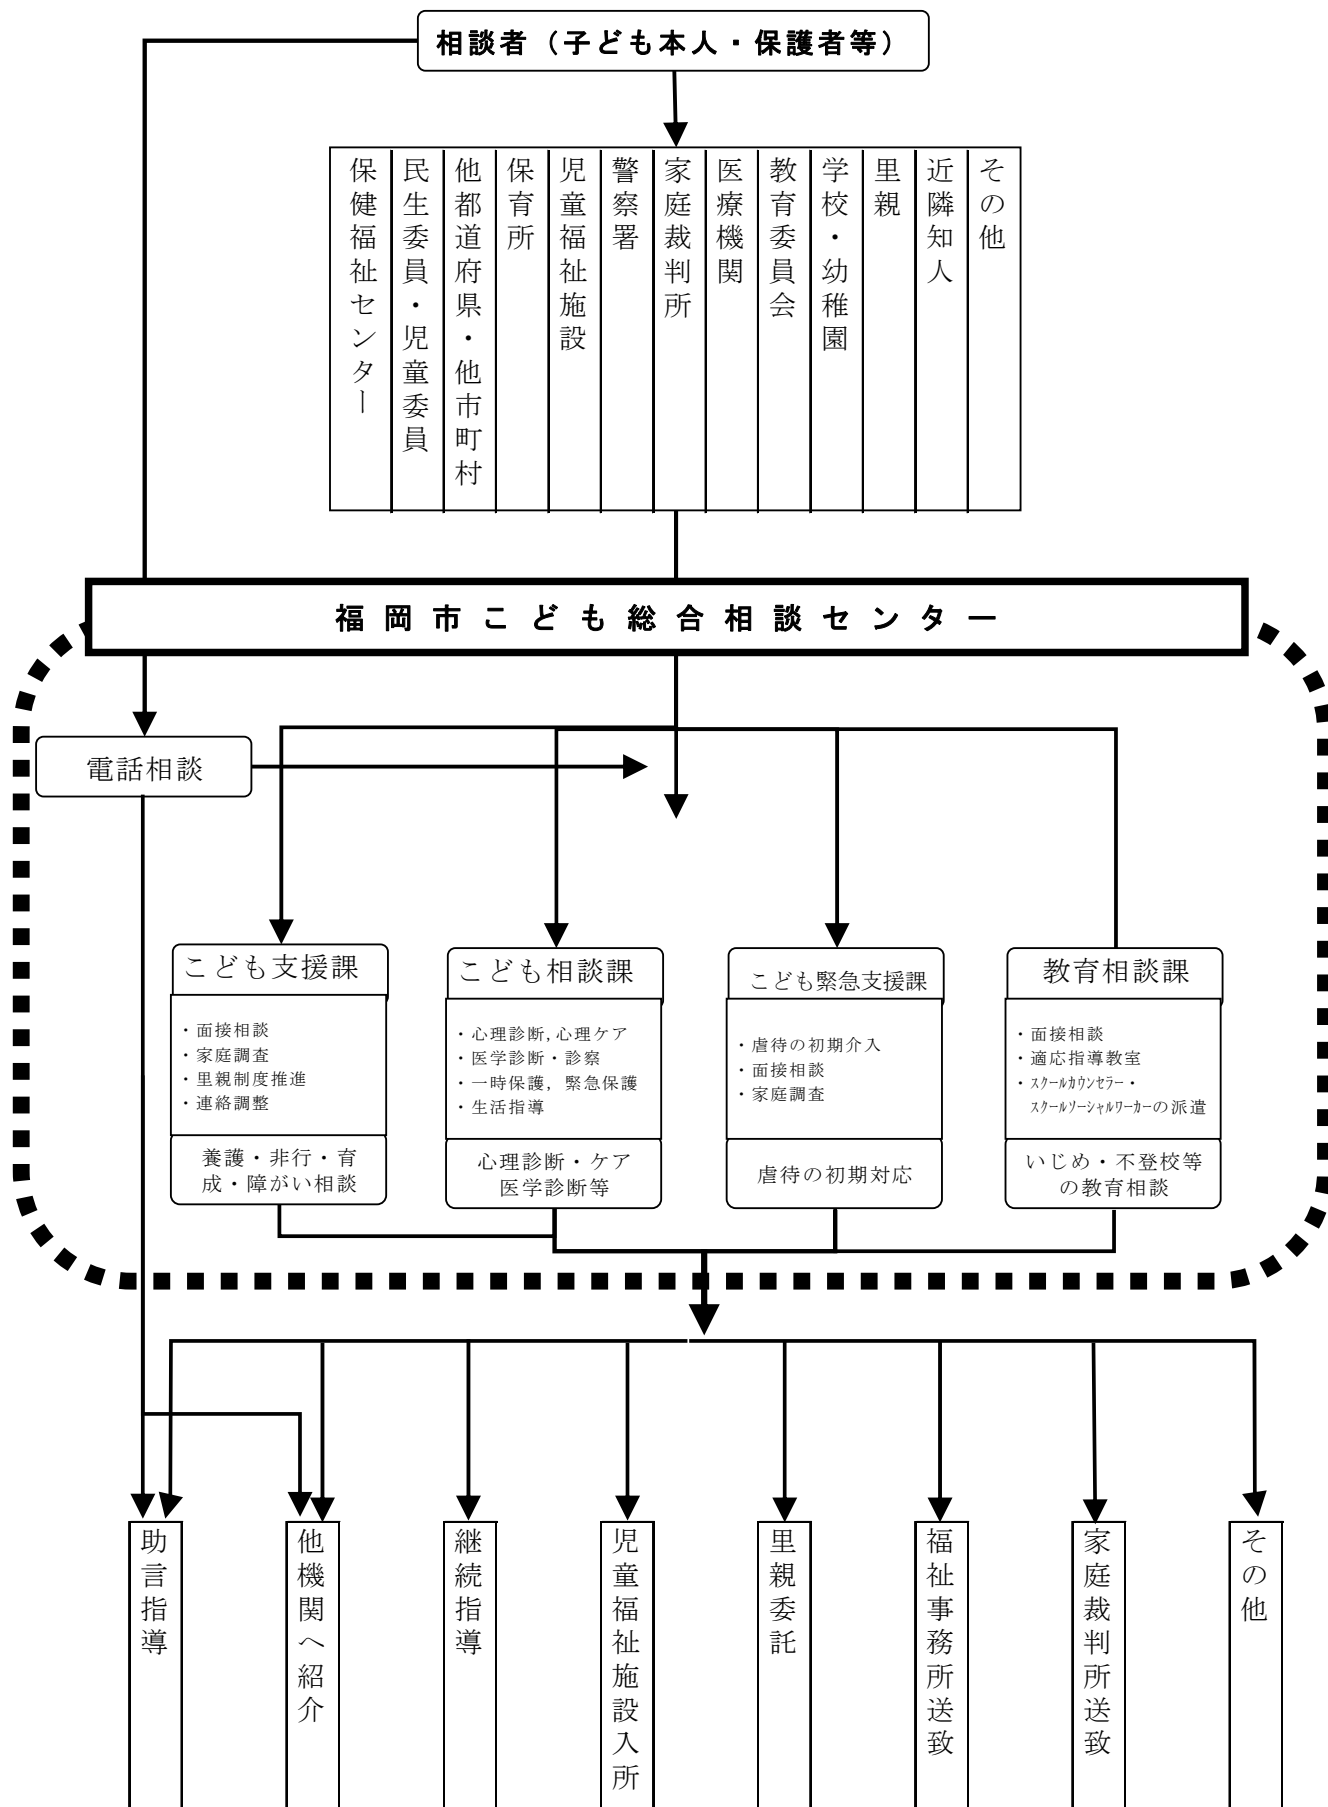 相談者（子ども本人・保護者等）
保健福祉センター
民生委員・児童委員
他都道府県・他市町村
保育所
児童福祉施設
警察署
家庭裁判所
医療機関
教育委員会
学校・幼稚園
里親
近隣知人
その他
福岡市こども総合相談センター
電話相談
こども支援課
・面接相談
・家庭調査
・里親制度推進
・連絡調整
養護・非行・育
成・障がい相談
こども相談課
・心理診断,心理ケア
・医学診断・診察
・一時保護，緊急保護
・生活指導
心理診断・ケア
医学診断等
こども緊急支援課
・虐待の初期介入
・面接相談
・家庭調査
虐待の初期対応
教育相談課
・面接相談
・適応指導教室
・ｽｸｰﾙｶｳﾝｾﾗｰ・
ｽｸｰﾙｿｰｼｬﾙﾜｰｶｰの派遣
いじめ・不登校等
の教育相談
助言指導
他機関へ紹介
継続指導
児童福祉施設入所
里親委託
福祉事務所送致
家庭裁判所送致
その他